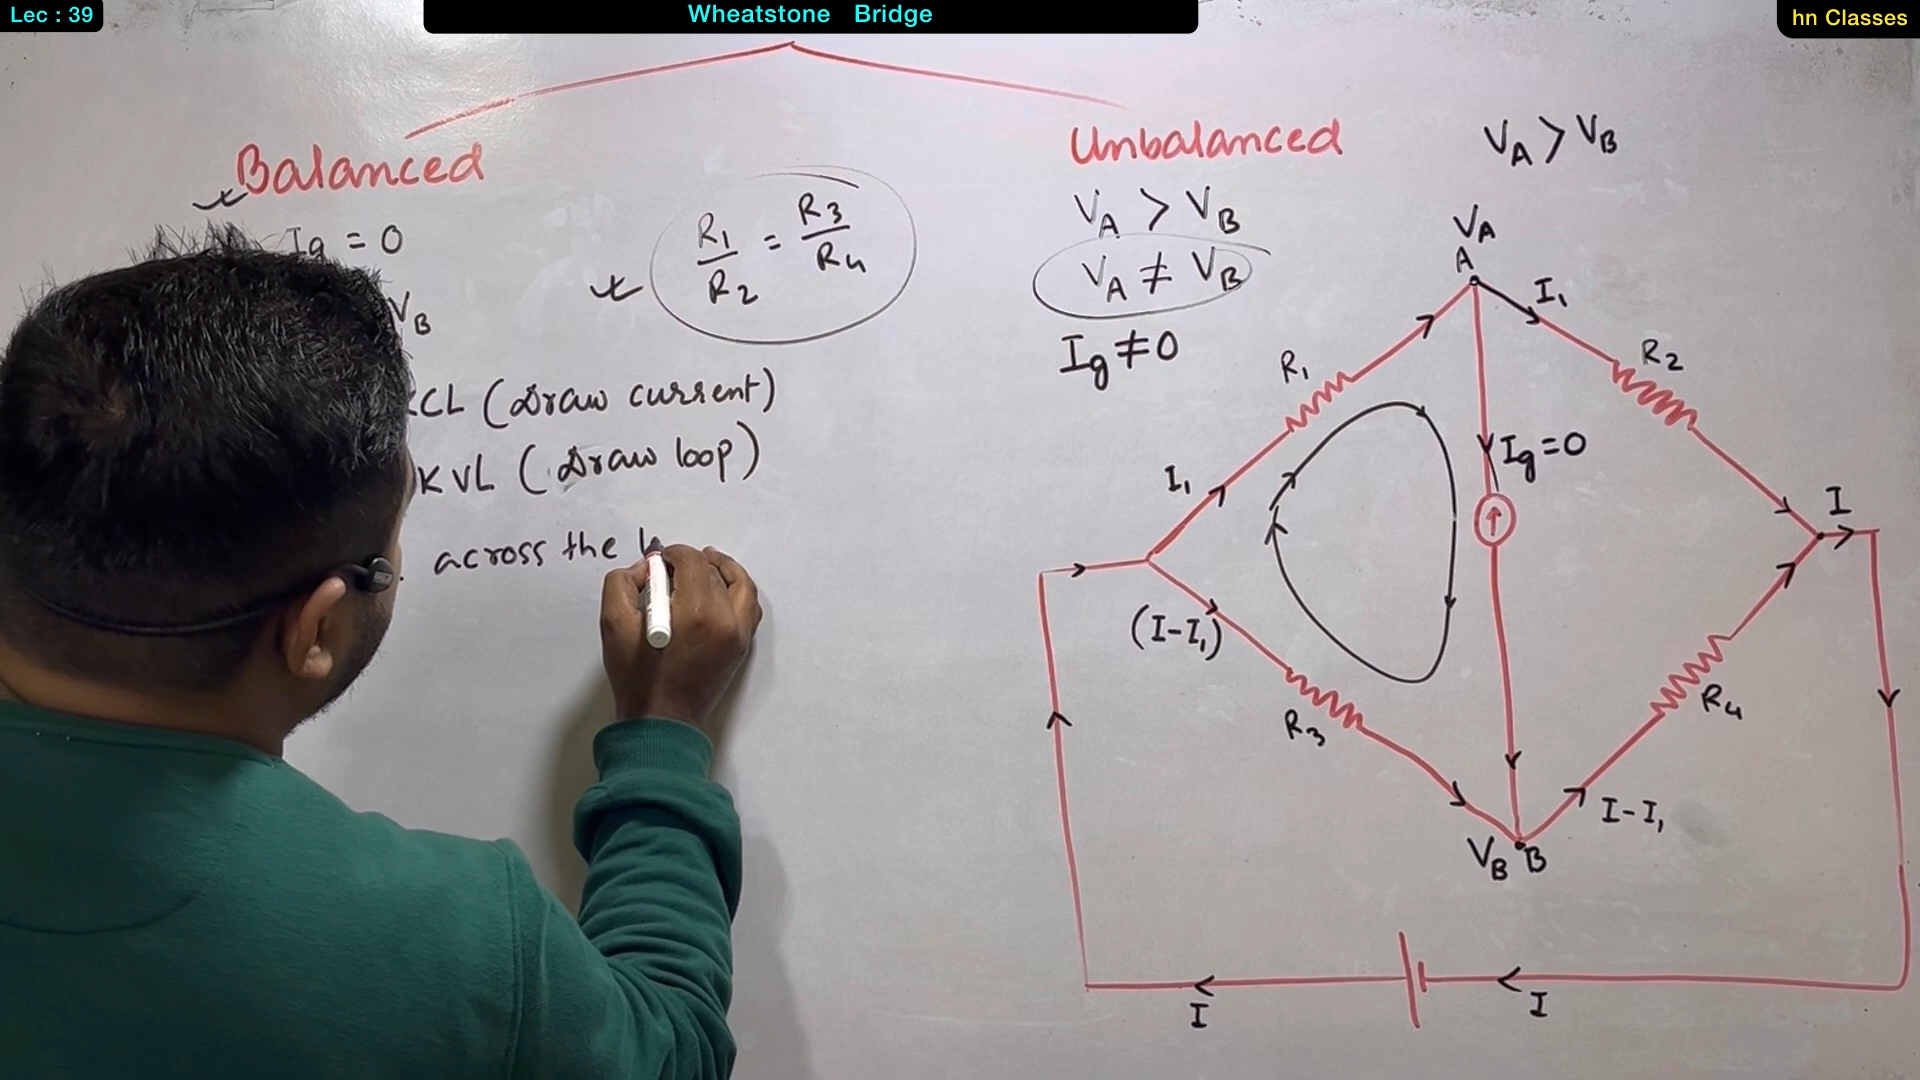 Lec : 39
Wheatstone Bridge
hn Classes
Balanced
Ig = 0
VB
R1/R2 = R3/R4
KCL (Draw current)
KVL (Draw loop)
across the
Unbalanced
VA > VB
VA ≠ VB
Ig ≠ 0
VA > VB
VA
A
I1
R1
R2
Ig = 0
I1
I
(I-I1)
R3
R4
I-I1
VB B
I
I